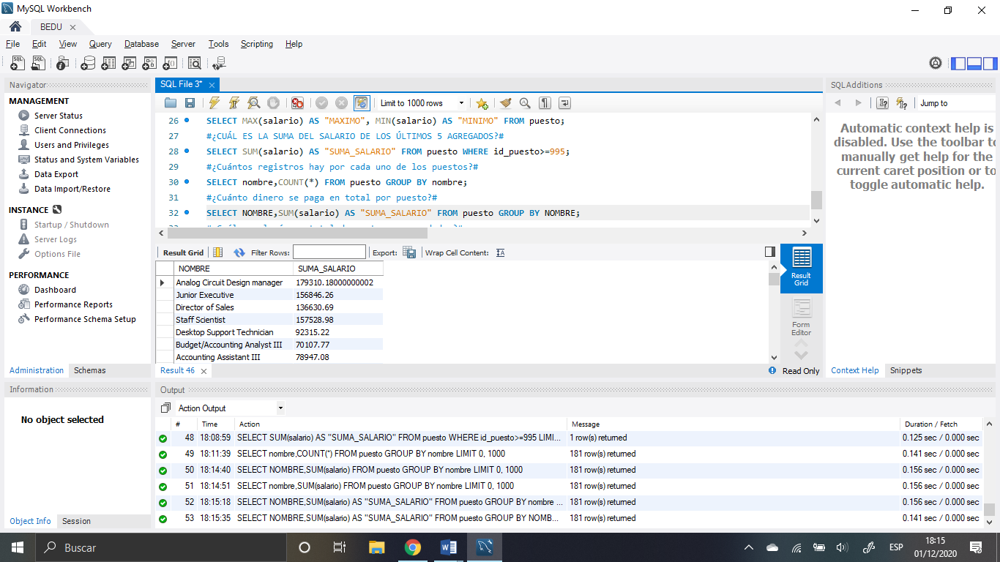 MySQL Workbench
BEDU
File Edit View Query Database Server Tools Scripting Help
Navigator
MANAGEMENT
Server Status
Client Connections
Users and Privileges
Status and System Variables
Data Export
Data Import/Restore
INSTANCE
Startup / Shutdown
Server Logs
Options File
PERFORMANCE
Dashboard
Performance Reports
Performance Schema Setup
Administration Schemas
Information
No object selected
Object Info Session
SQL File 3*
Limit to 1000 rows
26 SELECT MAX(salario) AS "MAXIMO", MIN(salario) AS "MINIMO" FROM puesto;
27 #¿CUÁL ES LA SUMA DEL SALARIO DE LOS ÚLTIMOS 5 AGREGADOS?#
28 SELECT SUM(salario) AS "SUMA_SALARIO" FROM puesto WHERE id_puesto>=995;
29 #¿Cuántos registros hay por cada uno de los puestos?#
30 SELECT nombre,COUNT(*) FROM puesto GROUP BY nombre;
31 #¿Cuánto dinero se paga en total por puesto?#
32 SELECT NOMBRE,SUM(salario) AS "SUMA_SALARIO" FROM puesto GROUP BY NOMBRE;
Result Grid Filter Rows: Export: Wrap Cell Content:
NOMBRE SUMA_SALARIO
Analog Circuit Design manager 179310.18000000002
Junior Executive 156846.26
Director of Sales 136630.69
Staff Scientist 157528.98
Desktop Support Technician 92315.22
Budget/Accounting Analyst III 70107.77
Accounting Assistant III 78947.08
Result Grid
Form Editor
Result 46
Read Only
SQLAdditions
Jump to
Automatic context help is
disabled. Use the toolbar to
manually get help for the
current caret position or to
toggle automatic help.
Context Help Snippets
Output
Action Output
# Time Action Message Duration / Fetch
48 18:08:59 SELECT SUM(salario) AS "SUMA_SALARIO" FROM puesto WHERE id_puesto>=995 LIMI... 1 row(s) returned 0.125 sec / 0.000 sec
49 18:11:39 SELECT nombre,COUNT(*) FROM puesto GROUP BY nombre LIMIT 0, 1000 181 row(s) returned 0.141 sec / 0.000 sec
50 18:14:40 SELECT NOMBRE,SUM(salario) FROM puesto GROUP BY nombre LIMIT 0, 1000 181 row(s) returned 0.156 sec / 0.000 sec
51 18:14:51 SELECT nombre,SUM(salario) FROM puesto GROUP BY nombre LIMIT 0, 1000 181 row(s) returned 0.156 sec / 0.000 sec
52 18:15:18 SELECT NOMBRE,SUM(salario) AS "SUMA_SALARIO" FROM puesto GROUP BY nombre ... 181 row(s) returned 0.156 sec / 0.000 sec
53 18:15:35 SELECT NOMBRE,SUM(salario) AS "SUMA_SALARIO" FROM puesto GROUP BY NOMB... 181 row(s) returned 0.141 sec / 0.000 sec
Buscar
ESP
18:15
01/12/2020